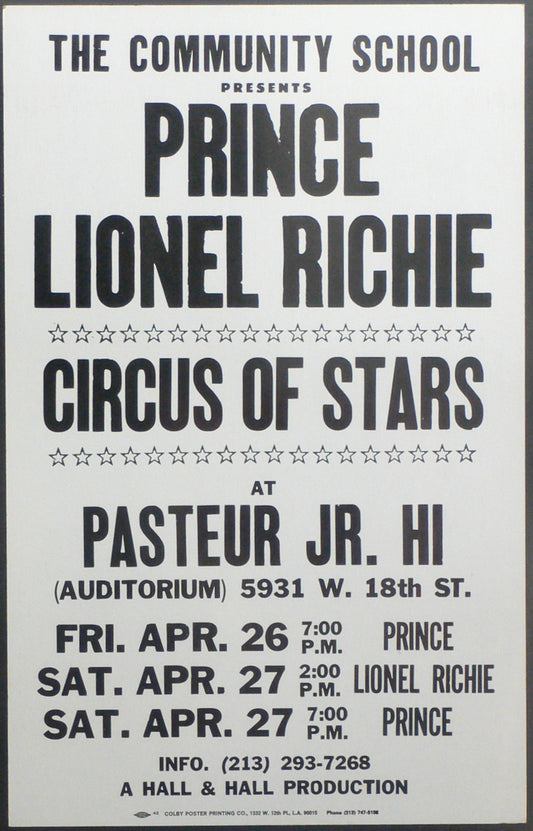 THE COMMUNITY SCHOOL
PRESENTS
PRINCE
LIONEL RICHIE
CIRCUS OF STARS
AT
PASTEUR JR. HI
(AUDITORIUM) 5931 W. 18th ST.
FRI. APR. 26 7:00 P.M. PRINCE
SAT. APR. 27 2:00 P.M. LIONEL RICHIE
SAT. APR. 27 7:00 P.M. PRINCE
INFO. (213) 293-7268
A HALL & HALL PRODUCTION
COLBY POSTER PRINTING CO., 1332 W. 12th PL, L.A. 90015 Phone (213) 747-5108